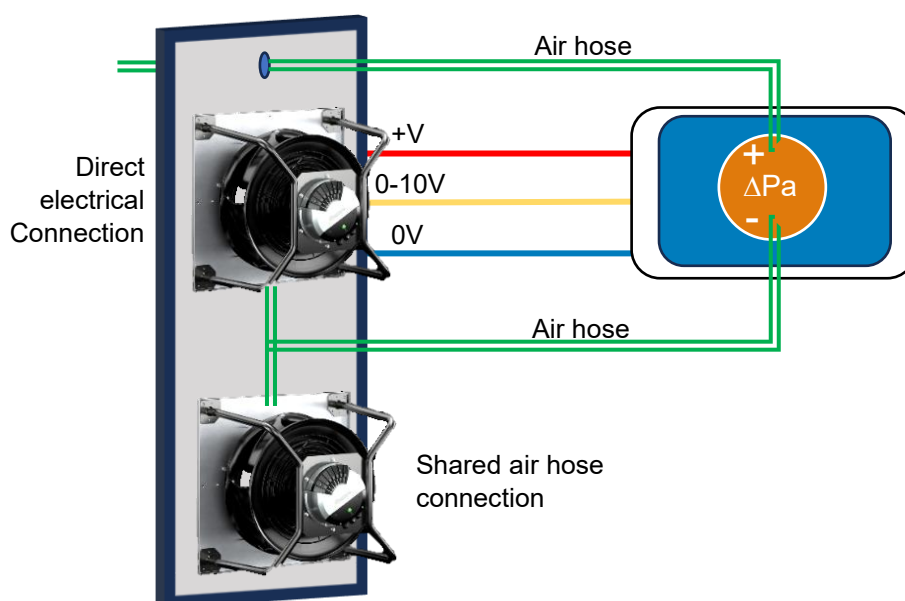 Air hose
+V
Direct
electrical
Connection
0-10V
0V
+
ΔPa
-
Air hose
Shared air hose
connection